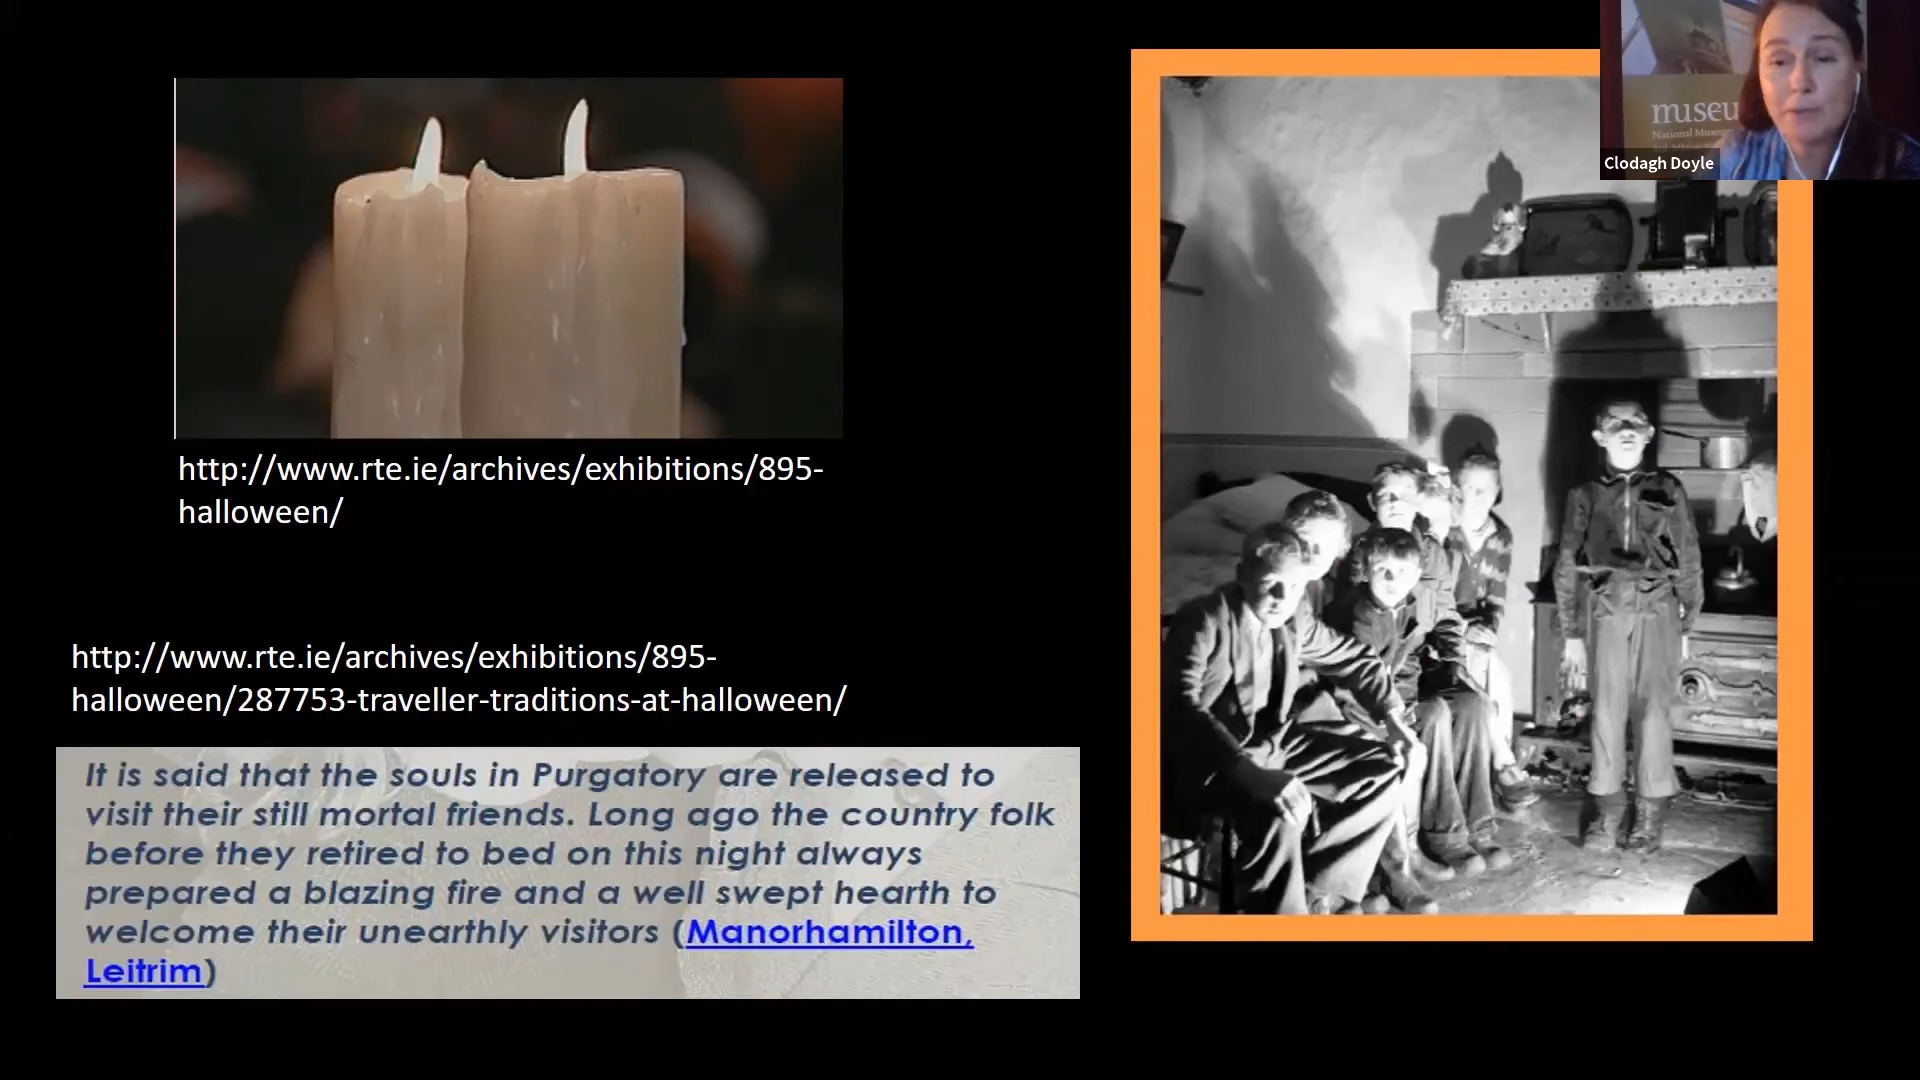 http://www.rte.ie/archives/exhibitions/895-
halloween/
http://www.rte.ie/archives/exhibitions/895-
halloween/287753-traveller-traditions-at-halloween/
It is said that the souls in Purgatory are released to
visit their still mortal friends. Long ago the country folk
before they retired to bed on this night always
prepared a blazing fire and a well swept hearth to
welcome their unearthly visitors (Manorhamilton,
Leitrim)
museu
National Museu
Clodagh Doyle